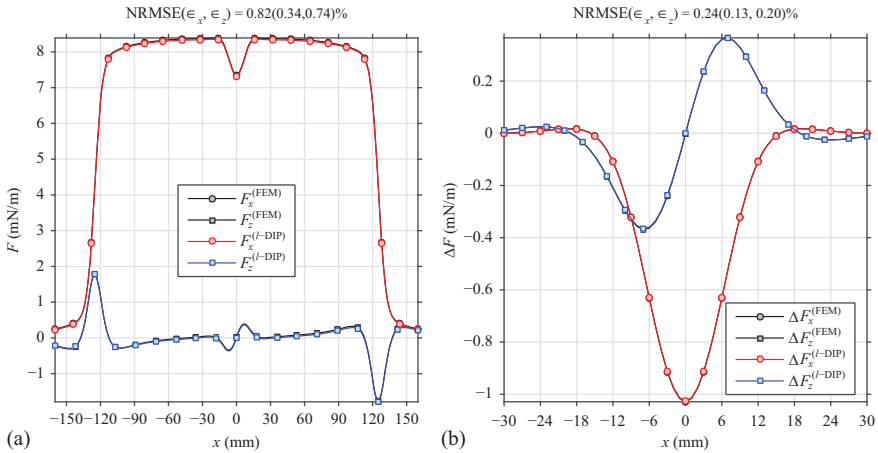 NRMSE(∈x, ∈z) = 0.82(0.34,0.74)%
8
7
6
5
4
3
2
1
0
−1
F (mN/m)
Fx(FEM)
Fz(FEM)
Fx(l−DIP)
Fz(l−DIP)
−150 −120 −90 −60 −30 0 30 60 90 120 150
x (mm)
(a)
NRMSE(∈x, ∈z) = 0.24(0.13, 0.20)%
0.2
0
−0.2
−0.4
−0.6
−0.8
−1
ΔF (mN/m)
ΔFx(FEM)
ΔFz(FEM)
ΔFx(l−DIP)
ΔFz(l−DIP)
−30 −24 −18 −12 −6 0 6 12 18 24 30
x (mm)
(b)